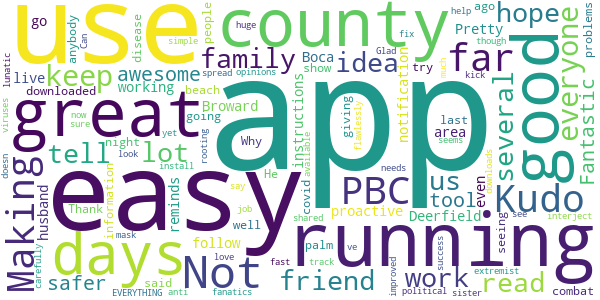 use
county
good
app
easy
great
running
days
Making
Not
PBC
far
Kudo
tell
lot
keep
family
idea
hope
everyone
several
Fantastic
friend
work
read
us
tool
safer
awesome
go
anybody
disease
Can
simple
people
huge
ago
fix
Glad
though
help
Pretty
problems
lunatic
live
working
Boca
show
try
spread
opinions
beach
kick
downloaded
Broward
going
now
sure
yet
Why
rooting
instructions
available
giving
flawlessly
notification
last
area
seems
much
viruses
night
look
install
He
covid
needs
downloads
doesn
husband
information
reminds
say
job
shared
proactive
Deerfield
even
seeing
see
interject
Thank
mask
follow
well
palm
ve
love
fast
track
improved
political
success
sister
extremist
combat
carefully
said
EVERYTHING
anti
fanatics